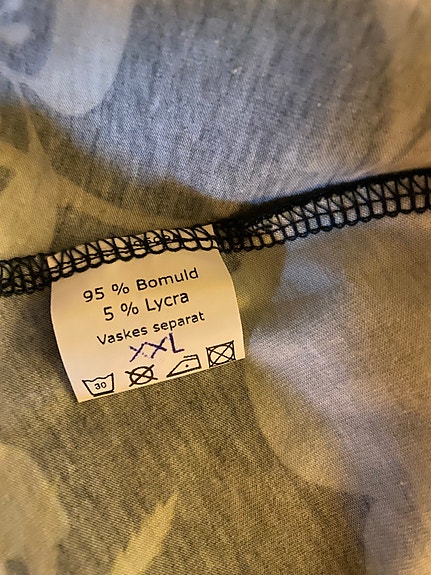 95 % Bomuld
5 % Lycra
Vaskes separat
XXL
30